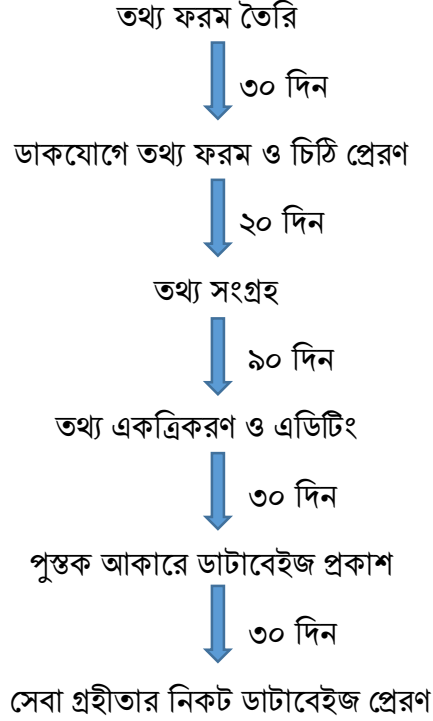 তথ্য ফরম তৈরি
৩০ দিন
ডাকযোগে তথ্য ফরম ও চিঠি প্রেরণ
২০ দিন
তথ্য সংগ্রহ
৯০ দিন
তথ্য একত্রিকরণ ও এডিটিং
৩০ দিন
পুস্তক আকারে ডাটাবেইজ প্রকাশ
৩০ দিন
সেবা গ্রহীতার নিকট ডাটাবেইজ প্রেরণ